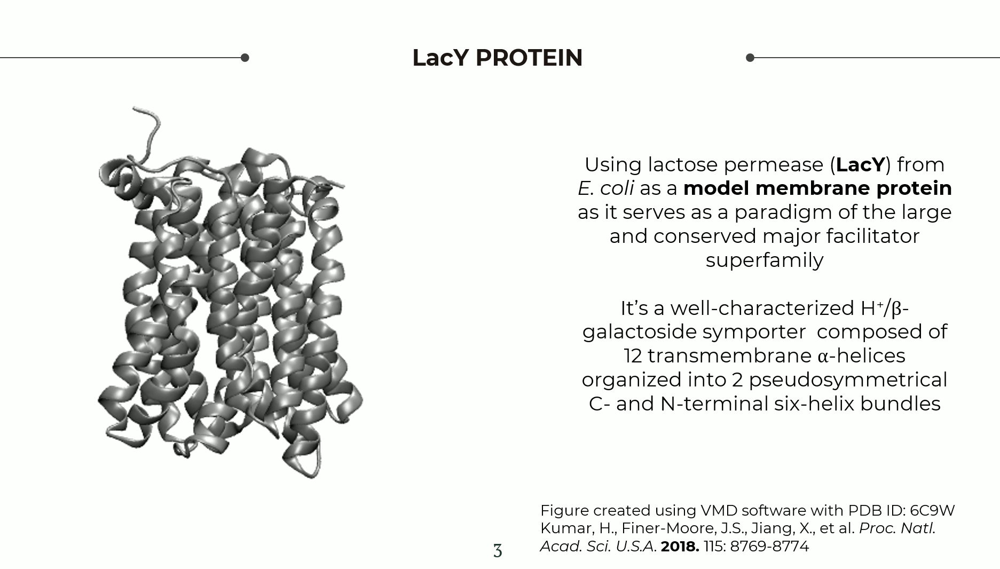 LacY PROTEIN
Using lactose permease (LacY) from
E. coli as a model membrane protein
as it serves as a paradigm of the large
and conserved major facilitator
superfamily
It’s a well-characterized H⁺/β-
galactoside symporter  composed of
12 transmembrane α-helices
organized into 2 pseudosymmetrical
C- and N-terminal six-helix bundles
Figure created using VMD software with PDB ID: 6C9W
Kumar, H., Finer-Moore, J.S., Jiang, X., et al. Proc. Natl.
Acad. Sci. U.S.A. 2018. 115: 8769-8774
3